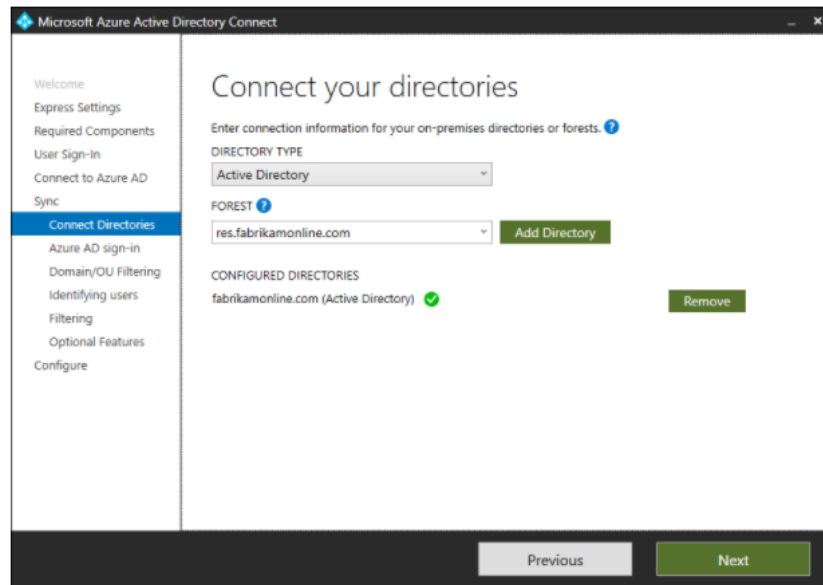 Microsoft Azure Active Directory Connect
Welcome
Express Settings
Required Components
User Sign-In
Connect to Azure AD
Sync
Connect Directories
Azure AD sign-in
Domain/OU Filtering
Identifying users
Filtering
Optional Features
Configure
Connect your directories
Enter connection information for your on-premises directories or forests. ?
DIRECTORY TYPE
Active Directory
FOREST ?
res.fabrikamonline.com
Add Directory
CONFIGURED DIRECTORIES
fabrikamonline.com (Active Directory)
Remove
Previous
Next